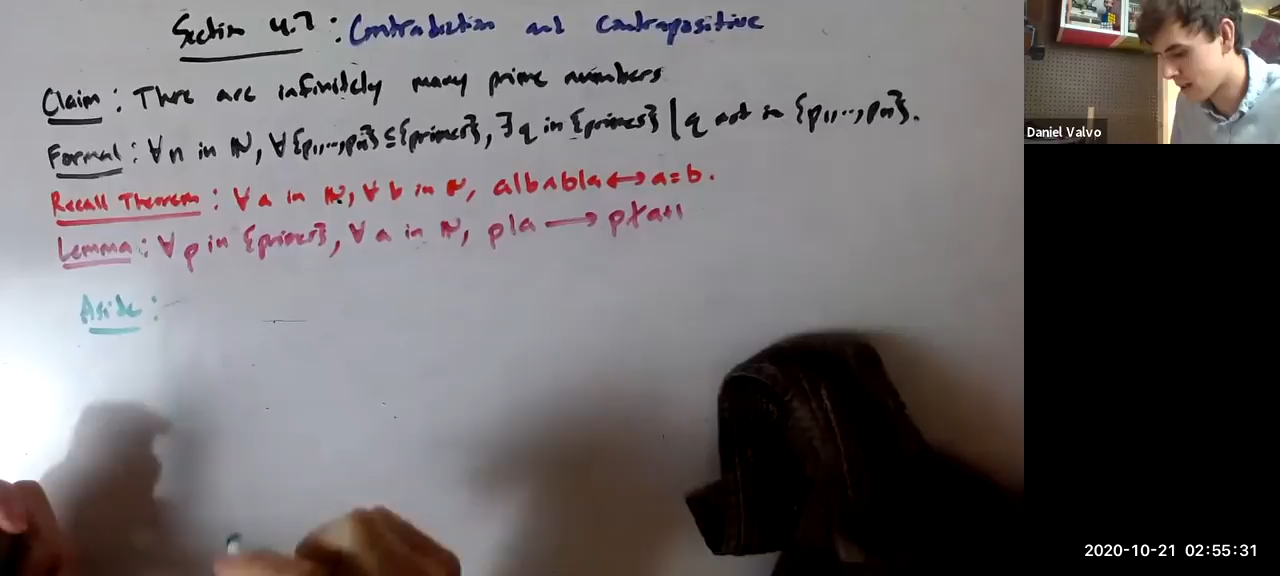 Section 4.7: Contradiction and contrapositive
Claim: There are infinitely many prime numbers
Formal: ∀n in ℕ, ∀{p₁,...,pₙ}⊆{primes}, ∃q in {primes} | q not in {p₁,...,pₙ}.
Recall Theorem: ∀a in ℕ, ∀b in ℕ, a|b∧b|a↔a=b.
Lemma: ∀p in {primes}, ∀a in ℕ, p|a → p∤a+1
Aside:
Daniel Valvo
2020-10-21 02:55:31